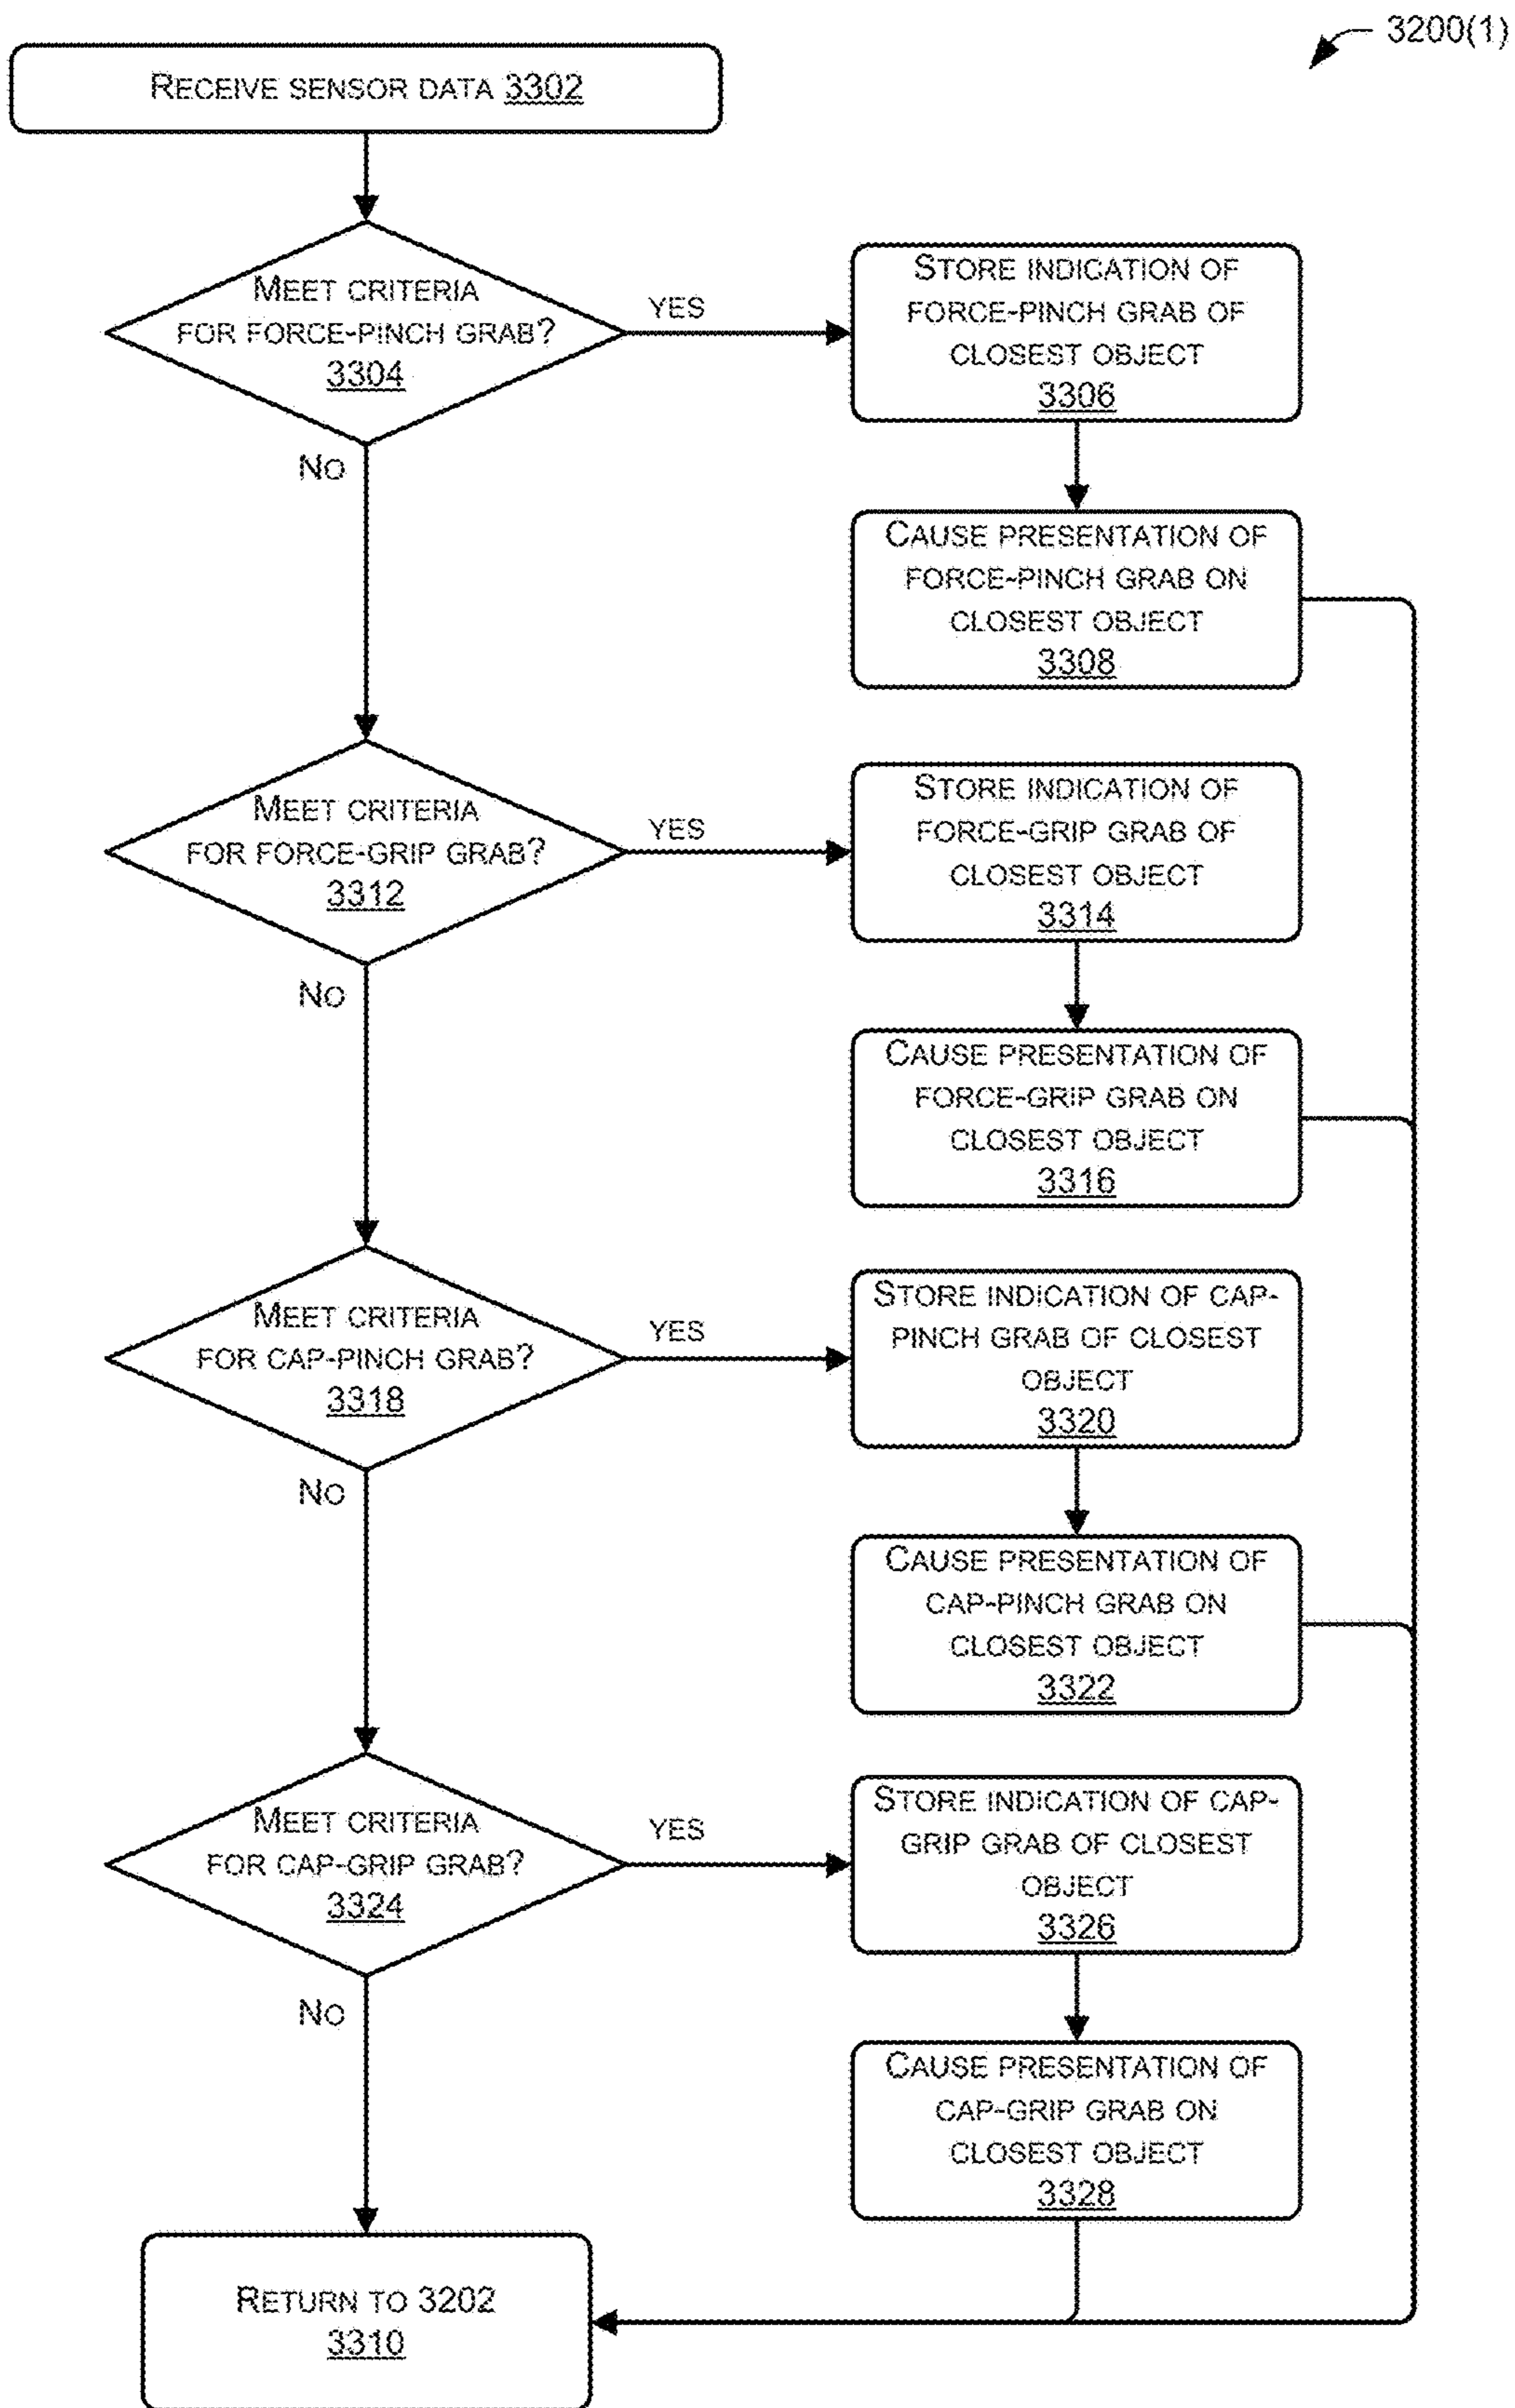 3200(1)
RECEIVE SENSOR DATA 3302
MEET CRITERIA
FOR FORCE-PINCH GRAB?
3304
YES
NO
STORE INDICATION OF
FORCE-PINCH GRAB OF
CLOSEST OBJECT
3306
CAUSE PRESENTATION OF
FORCE-PINCH GRAB ON
CLOSEST OBJECT
3308
MEET CRITERIA
FOR FORCE-GRIP GRAB?
3312
YES
NO
STORE INDICATION OF
FORCE-GRIP GRAB OF
CLOSEST OBJECT
3314
CAUSE PRESENTATION OF
FORCE-GRIP GRAB ON
CLOSEST OBJECT
3316
MEET CRITERIA
FOR CAP-PINCH GRAB?
3318
YES
NO
STORE INDICATION OF CAP-
PINCH GRAB OF CLOSEST
OBJECT
3320
CAUSE PRESENTATION OF
CAP-PINCH GRAB ON
CLOSEST OBJECT
3322
MEET CRITERIA
FOR CAP-GRIP GRAB?
3324
YES
NO
STORE INDICATION OF CAP-
GRIP GRAB OF CLOSEST
OBJECT
3326
CAUSE PRESENTATION OF
CAP-GRIP GRAB ON
CLOSEST OBJECT
3328
RETURN TO 3202
3310